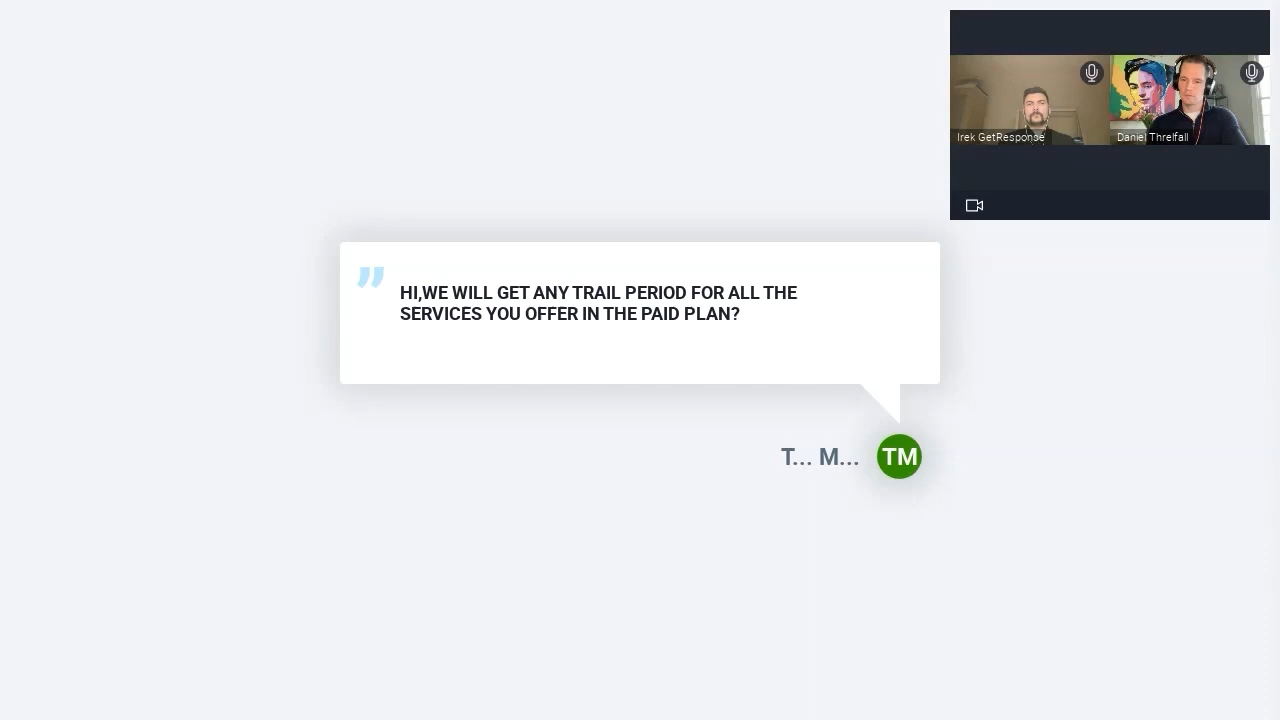 Irek GetResponse
Daniel Threlfall
HI,WE WILL GET ANY TRAIL PERIOD FOR ALL THE
SERVICES YOU OFFER IN THE PAID PLAN?
T... M...
TM